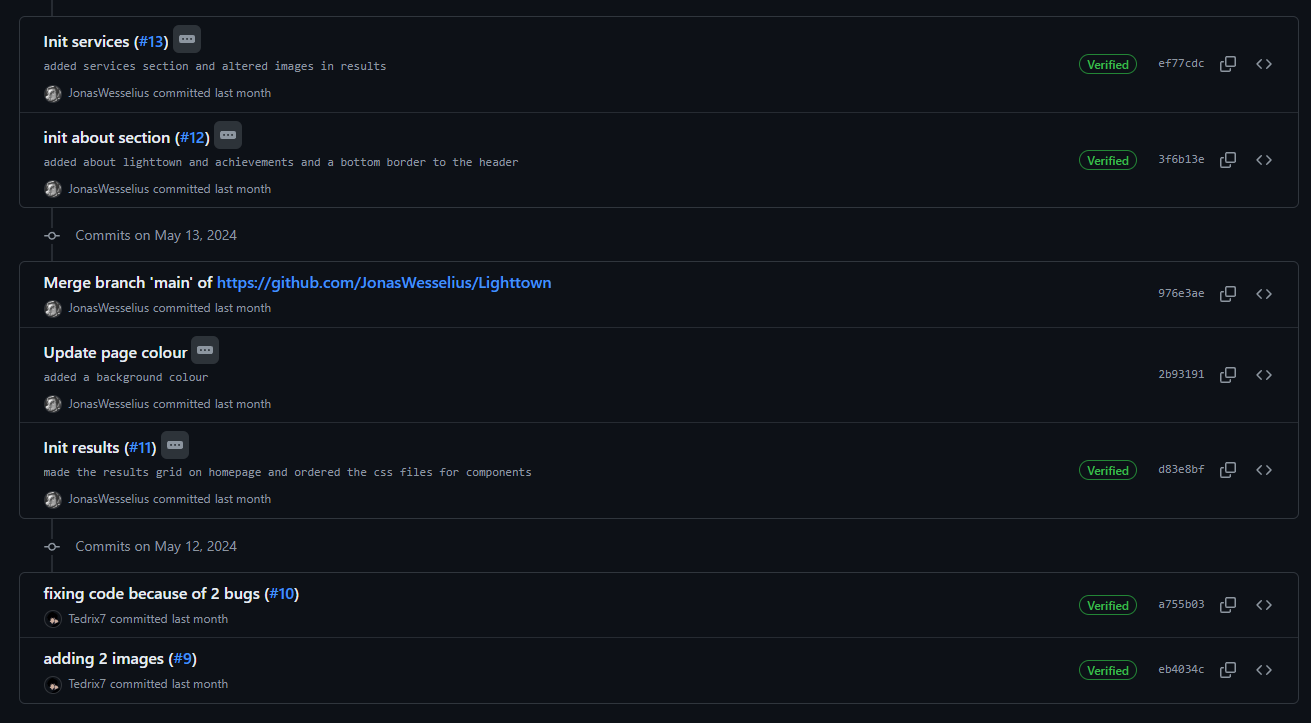 Init services (#13)
added services section and altered images in results
JonasWesselius committed last month
Verified
ef77cdc
init about section (#12)
added about lighttown and achievements and a bottom border to the header
JonasWesselius committed last month
Verified
3f6b13e
Commits on May 13, 2024
Merge branch 'main' of https://github.com/JonasWesselius/Lighttown
JonasWesselius committed last month
976e3ae
Update page colour
added a background colour
JonasWesselius committed last month
2b93191
Init results (#11)
made the results grid on homepage and ordered the css files for components
JonasWesselius committed last month
Verified
d83e8bf
Commits on May 12, 2024
fixing code because of 2 bugs (#10)
Tedrix7 committed last month
Verified
a755b03
adding 2 images (#9)
Tedrix7 committed last month
Verified
eb4034c